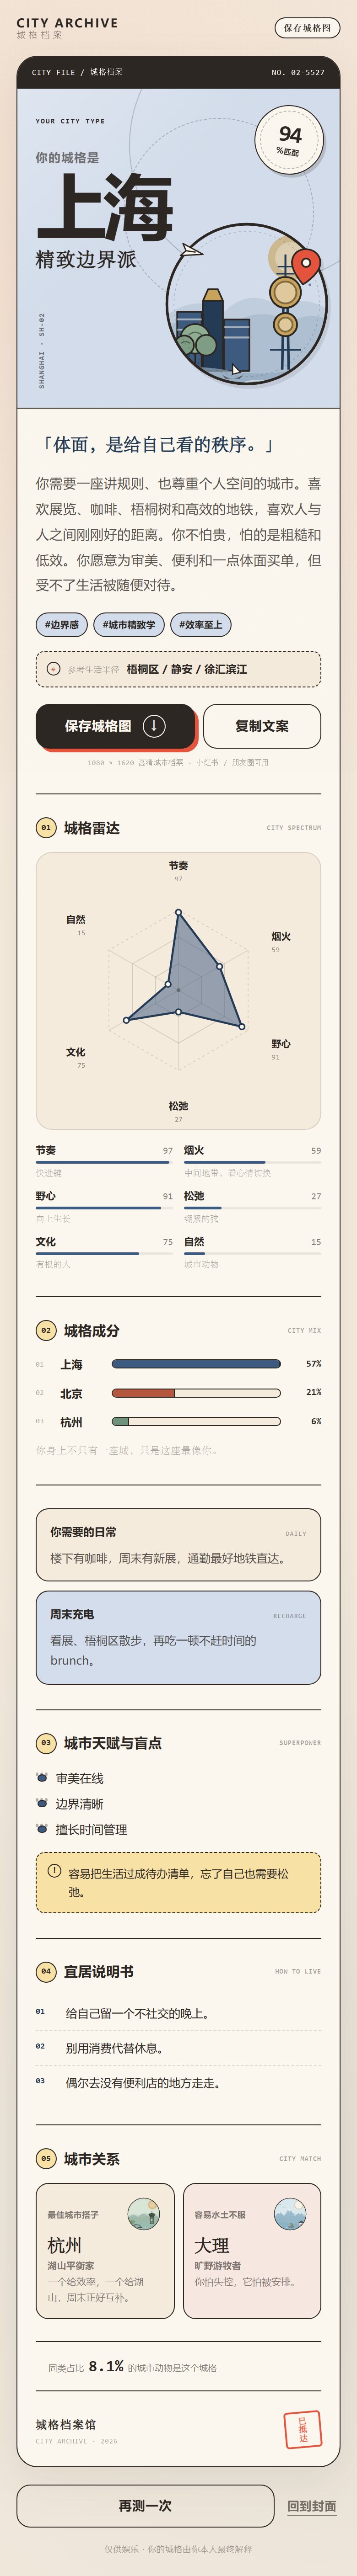 CITY ARCHIVE
城格档案
保存城格图
CITY FILE / 城格档案
NO. 02-5527
YOUR CITY TYPE
94
%匹配
你的城格是
上海
精致边界派
SHANGHAI · SH-02
「体面，是给自己看的秩序。」
你需要一座讲规则、也尊重个人空间的城市。喜
欢展览、咖啡、梧桐树和高效的地铁，喜欢人与
人之间刚刚好的距离。你不怕贵，怕的是粗糙和
低效。你愿意为审美、便利和一点体面买单，但
受不了生活被随便对待。
#边界感
#城市精致学
#效率至上
参考生活半径
梧桐区 / 静安 / 徐汇滨江
保存城格图
↓
复制文案
1080 × 1620 高清城市档案 · 小红书 / 朋友圈可用
01
城格雷达
CITY SPECTRUM
节奏
97
自然
15
烟火
59
文化
75
野心
91
松弛
27
节奏
97
快进键
烟火
59
中间地带，看心情切换
野心
91
向上生长
松弛
27
绷紧的弦
文化
75
有根的人
自然
15
城市动物
02
城格成分
CITY MIX
01
上海
57%
02
北京
21%
03
杭州
6%
你身上不只有一座城，只是这座最像你。
你需要的日常
DAILY
楼下有咖啡，周末有新展，通勤最好地铁直达。
周末充电
RECHARGE
看展、梧桐区散步，再吃一顿不赶时间的
brunch。
03
城市天赋与盲点
SUPERPOWER
审美在线
边界清晰
擅长时间管理
!
容易把生活过成待办清单，忘了自己也需要松
弛。
04
宜居说明书
HOW TO LIVE
01
给自己留一个不社交的晚上。
02
别用消费代替休息。
03
偶尔去没有便利店的地方走走。
05
城市关系
CITY MATCH
最佳城市搭子
杭州
湖山平衡家
一个给效率，一个给湖
山，周末正好互补。
容易水土不服
大理
旷野游牧者
你怕失控，它怕被安排。
同类占比 8.1% 的城市动物是这个城格
城格档案馆
CITY ARCHIVE · 2026
已
抵
达
再测一次
回到封面
仅供娱乐 · 你的城格由你本人最终解释